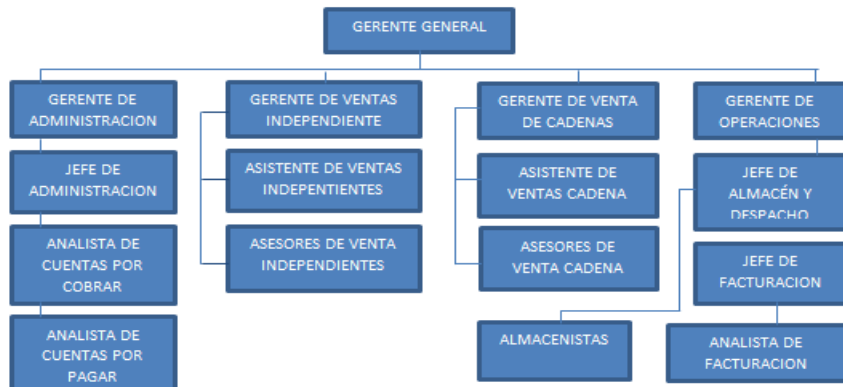 GERENTE GENERAL
GERENTE DE
ADMINISTRACION
GERENTE DE VENTAS
INDEPENDIENTE
GERENTE DE VENTA
DE CADENAS
GERENTE DE
OPERACIONES
JEFE DE
ADMINISTRACION
ASISTENTE DE VENTAS
INDEPENTIENTES
ASISTENTE DE
VENTAS CADENA
JEFE DE
ALMACÉN Y
DESPACHO
ANALISTA DE
CUENTAS POR
COBRAR
ASESORES DE VENTA
INDEPENDIENTES
ASESORES DE
VENTA CADENA
JEFE DE
FACTURACION
ANALISTA DE
CUENTAS POR
PAGAR
ALMACENISTAS
ANALISTA DE
FACTURACION